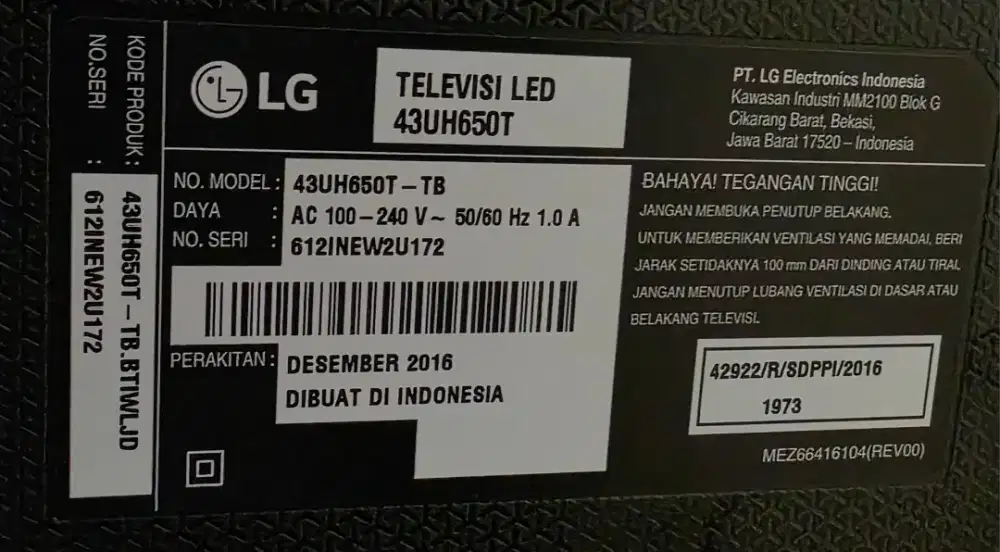 KODE PRODUK : 43UH650T – TB.BTIWLJD
NO.SERI : 612INEW2U172
LG
TELEVISI LED
43UH650T
PT. LG Electronics Indonesia
Kawasan Industri MM2100 Blok G
Cikarang Barat, Bekasi,
Jawa Barat 17520 – Indonesia
NO. MODEL : 43UH650T – TB
DAYA : AC 100 – 240 V ~ 50/60 Hz 1.0 A
NO. SERI : 612INEW2U172
PERAKITAN : DESEMBER 2016
DIBUAT DI INDONESIA
BAHAYA! TEGANGAN TINGGI!
JANGAN MEMBUKA PENUTUP BELAKANG.
UNTUK MEMBERIKAN VENTILASI YANG MEMADAI, BERI
JARAK SETIDAKNYA 100 mm DARI DINDING ATAU TIRAI.
JANGAN MENUTUP LUBANG VENTILASI DI DASAR ATAU
BELAKANG TELEVISI.
42922/R/SDPPI/2016
1973
MEZ66416104(REV00)